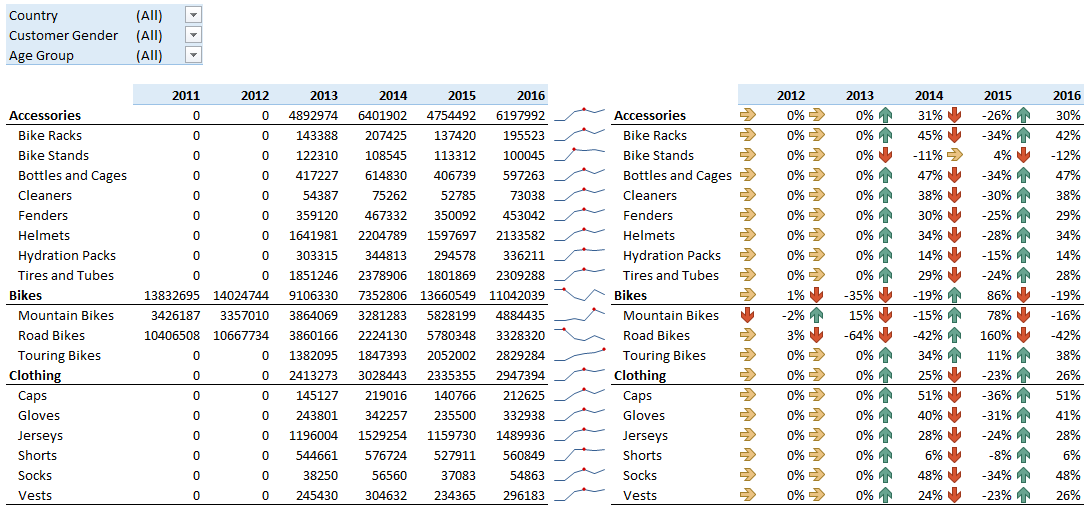 Country (All)
Customer Gender (All)
Age Group (All)
2011 2012 2013 2014 2015 2016 2012 2013 2014 2015 2016
Accessories 0 0 4892974 6401902 4754492 6197992 Accessories 0% 0% 31% -26% 30%
Bike Racks 0 0 143388 207425 137420 195523 Bike Racks 0% 0% 45% -34% 42%
Bike Stands 0 0 122310 108545 113312 100045 Bike Stands 0% 0% -11% 4% -12%
Bottles and Cages 0 0 417227 614830 406739 597263 Bottles and Cages 0% 0% 47% -34% 47%
Cleaners 0 0 54387 75262 52785 73038 Cleaners 0% 0% 38% -30% 38%
Fenders 0 0 359120 467332 350092 453042 Fenders 0% 0% 30% -25% 29%
Helmets 0 0 1641981 2204789 1597697 2133582 Helmets 0% 0% 34% -28% 34%
Hydration Packs 0 0 303315 344813 294578 336211 Hydration Packs 0% 0% 14% -15% 14%
Tires and Tubes 0 0 1851246 2378906 1801869 2309288 Tires and Tubes 0% 0% 29% -24% 28%
Bikes 13832695 14024744 9106330 7352806 13660549 11042039 Bikes 1% -35% -19% 86% -19%
Mountain Bikes 3426187 3357010 3864069 3281283 5828199 4884435 Mountain Bikes -2% 15% -15% 78% -16%
Road Bikes 10406508 10667734 3860166 2224130 5780348 3328320 Road Bikes 3% -64% -42% 160% -42%
Touring Bikes 0 0 1382095 1847393 2052002 2829284 Touring Bikes 0% 0% 34% 11% 38%
Clothing 0 0 2413273 3028443 2335355 2947394 Clothing 0% 0% 25% -23% 26%
Caps 0 0 145127 219016 140766 212625 Caps 0% 0% 51% -36% 51%
Gloves 0 0 243801 342257 235500 332938 Gloves 0% 0% 40% -31% 41%
Jerseys 0 0 1196004 1529254 1159730 1489936 Jerseys 0% 0% 28% -24% 28%
Shorts 0 0 544661 576724 527911 560849 Shorts 0% 0% 6% -8% 6%
Socks 0 0 38250 56560 37083 54863 Socks 0% 0% 48% -34% 48%
Vests 0 0 245430 304632 234365 296183 Vests 0% 0% 24% -23% 26%